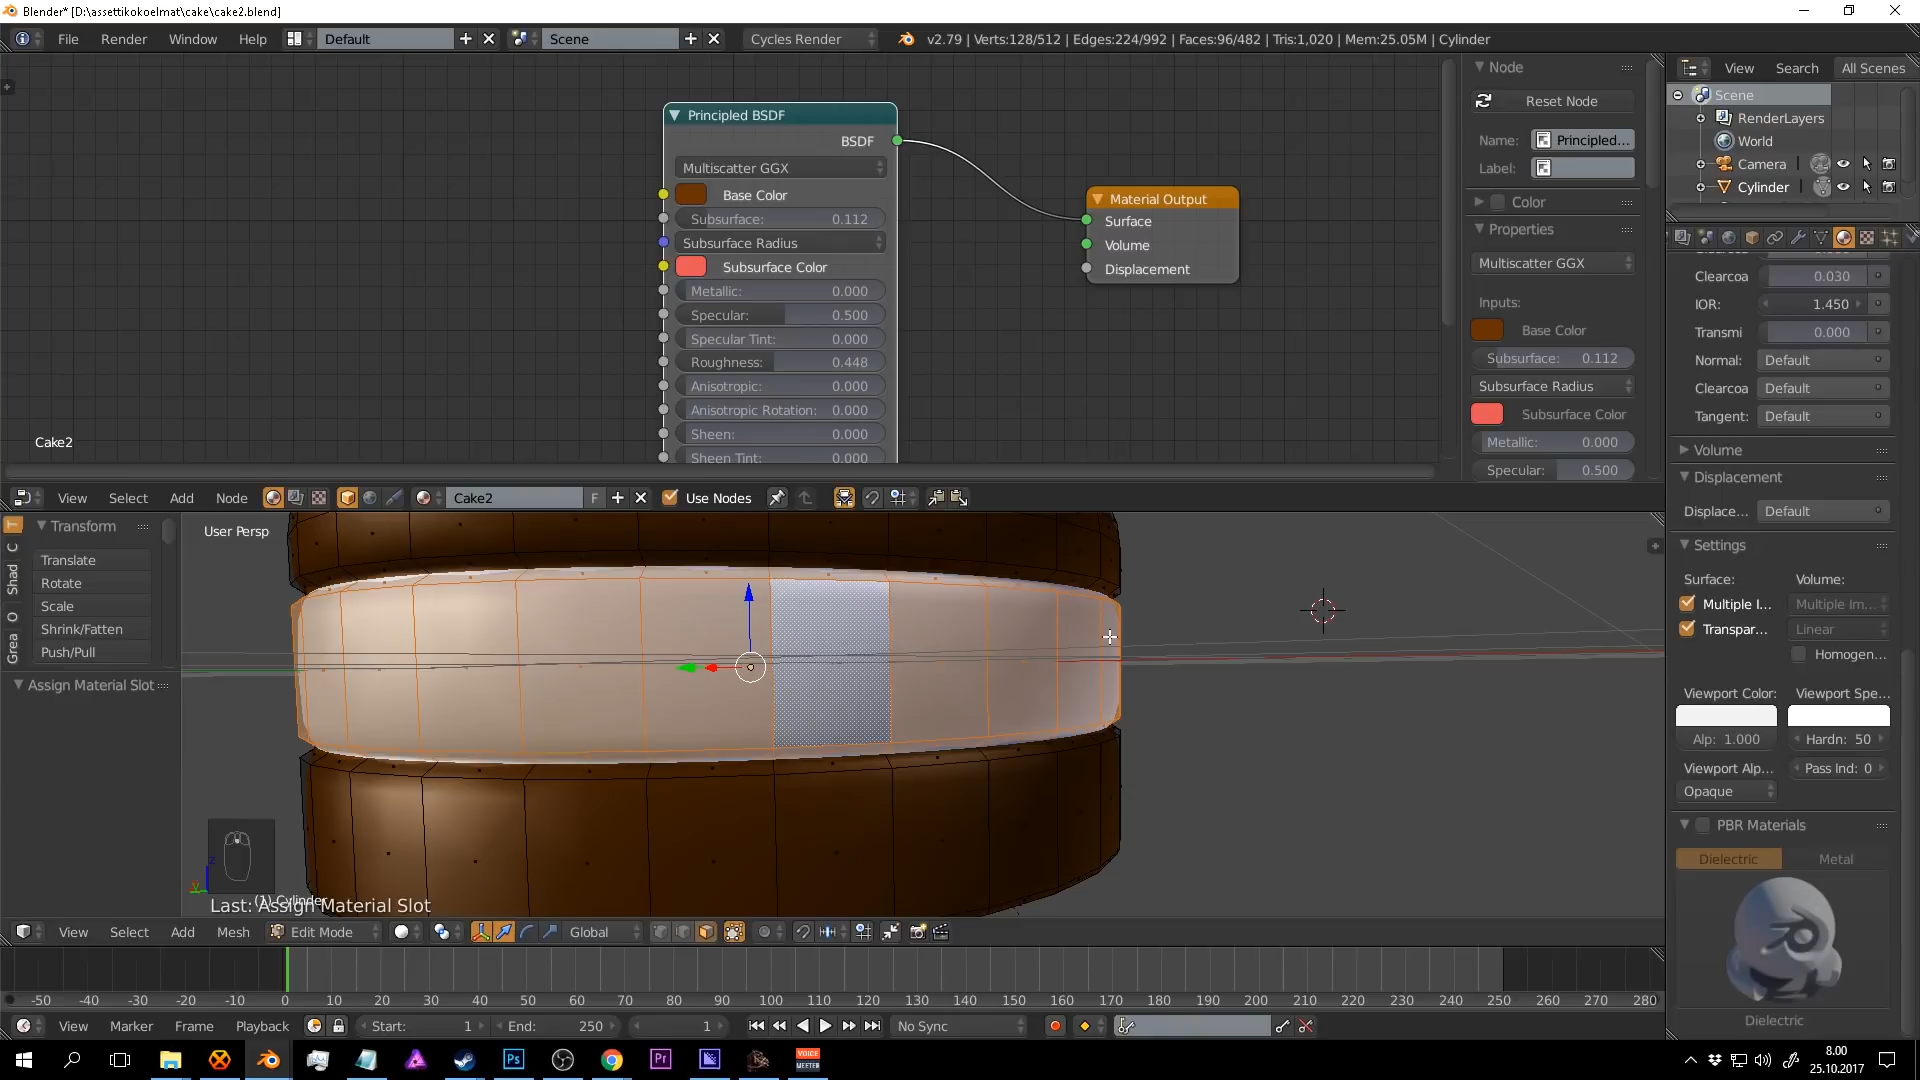 Blender* [D:\assettikokoelmat\cake\cake2.blend]
File Render Window Help Default Scene Cycles Render v2.79 | Verts:128/512 | Edges:224/992 | Faces:96/482 | Tris:1,020 | Mem:25.05M | Cylinder
Principled BSDF
BSDF
Multiscatter GGX
Base Color
Subsurface: 0.112
Subsurface Radius
Subsurface Color
Metallic: 0.000
Specular: 0.500
Specular Tint: 0.000
Roughness: 0.448
Anisotropic: 0.000
Anisotropic Rotation: 0.000
Sheen: 0.000
Sheen Tint: 0.000
Material Output
Surface
Volume
Displacement
Cake2
Node
Reset Node
Name: Principled...
Label:
Color
Properties
Multiscatter GGX
Inputs:
Base Color
Subsurface: 0.112
Subsurface Radius
Subsurface Color
Metallic: 0.000
Specular: 0.500
View Search All Scenes
Scene
RenderLayers
World
Camera
Cylinder
Clearcoa 0.030
IOR: 1.450
Transmi 0.000
Normal: Default
Clearcoa Default
Tangent: Default
Volume
Displacement
Displace... Default
Settings
Surface: Volume:
Multiple I... Multiple Im...
Transpar... Linear
Homogen...
Viewport Color: Viewport Spe...
Alp: 1.000 Hardn: 50
Viewport Alp... Pass Ind: 0
Opaque
PBR Materials
Dielectric Metal
Dielectric
View Select Add Node Cake2 F Use Nodes
T
C
Shad
O
Grea
Transform
Translate
Rotate
Scale
Shrink/Fatten
Push/Pull
Assign Material Slot
User Persp
(1) Cylinder
Last: Assign Material Slot
View Select Add Mesh Edit Mode Global
-50 -40 -30 -20 -10 0 10 20 30 40 50 60 70 80 90 100 110 120 130 140 150 160 170 180 190 200 210 220 230 240 250 260 270 280
View Marker Frame Playback Start: 1 End: 250 1 No Sync
Ps
Pr
VOICE
MEETER
8.00
25.10.2017